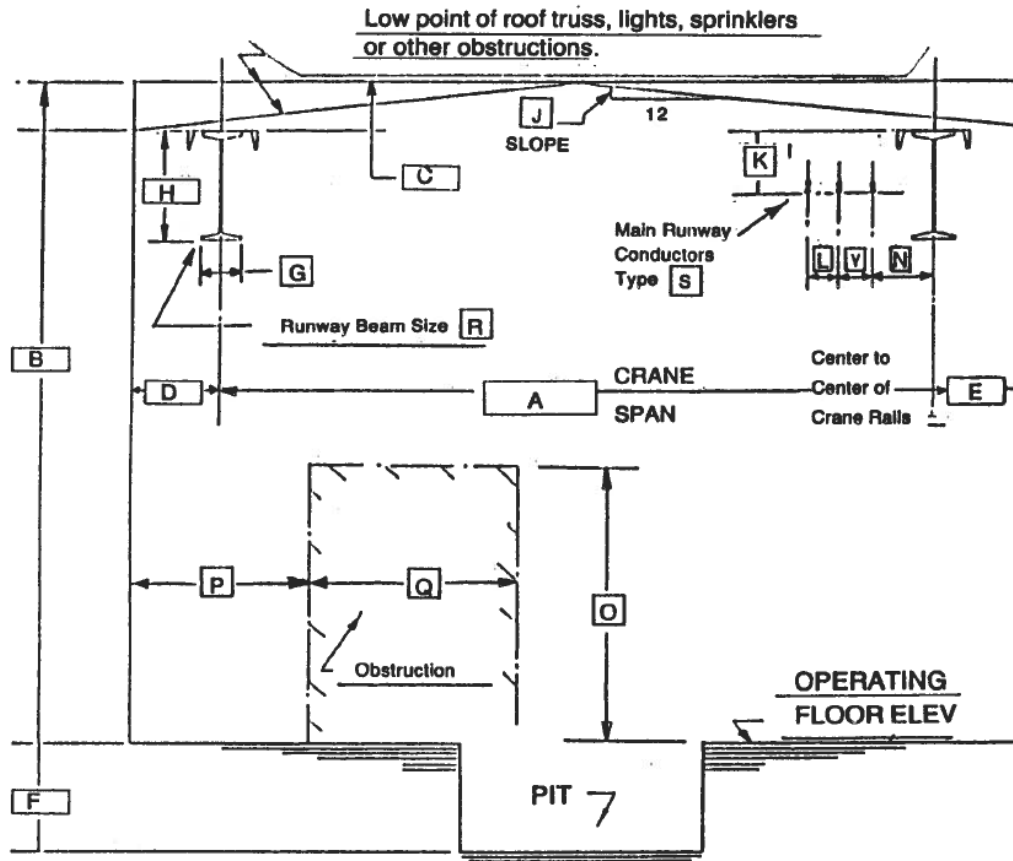 Low point of roof truss, lights, sprinklers
or other obstructions.
J
SLOPE
12
K
H
C
Main Runway
Conductors
Type S
L Y N
G
Runway Beam Size R
B
D
A
CRANE
SPAN
Center to
Center of
Crane Rails
E
P
Q
O
Obstruction
OPERATING
FLOOR ELEV
F
PIT